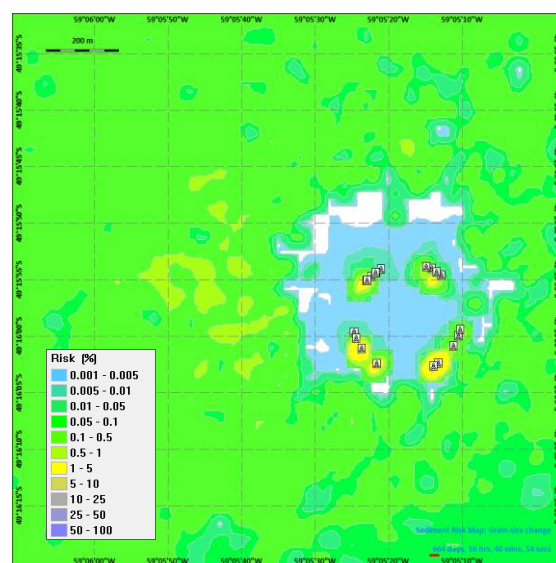 59°06'00"W 59°05'50"W 59°05'40"W 59°05'30"W 59°05'20"W 59°05'10"W
200 m
49°15'35"S
49°15'40"S
49°15'45"S
49°15'50"S
49°15'55"S
49°16'00"S
49°16'05"S
49°16'10"S
49°16'15"S
Risk (%)
0.001 - 0.005
0.005 - 0.01
0.01 - 0.05
0.05 - 0.1
0.1 - 0.5
0.5 - 1
1 - 5
5 - 10
10 - 25
25 - 50
50 - 100
Sediment Risk Map: Grain-size change
664 days, 16 hrs, 40 mins, 54 secs
59°06'00"W 59°05'50"W 59°05'40"W 59°05'30"W 59°05'20"W 59°05'10"W